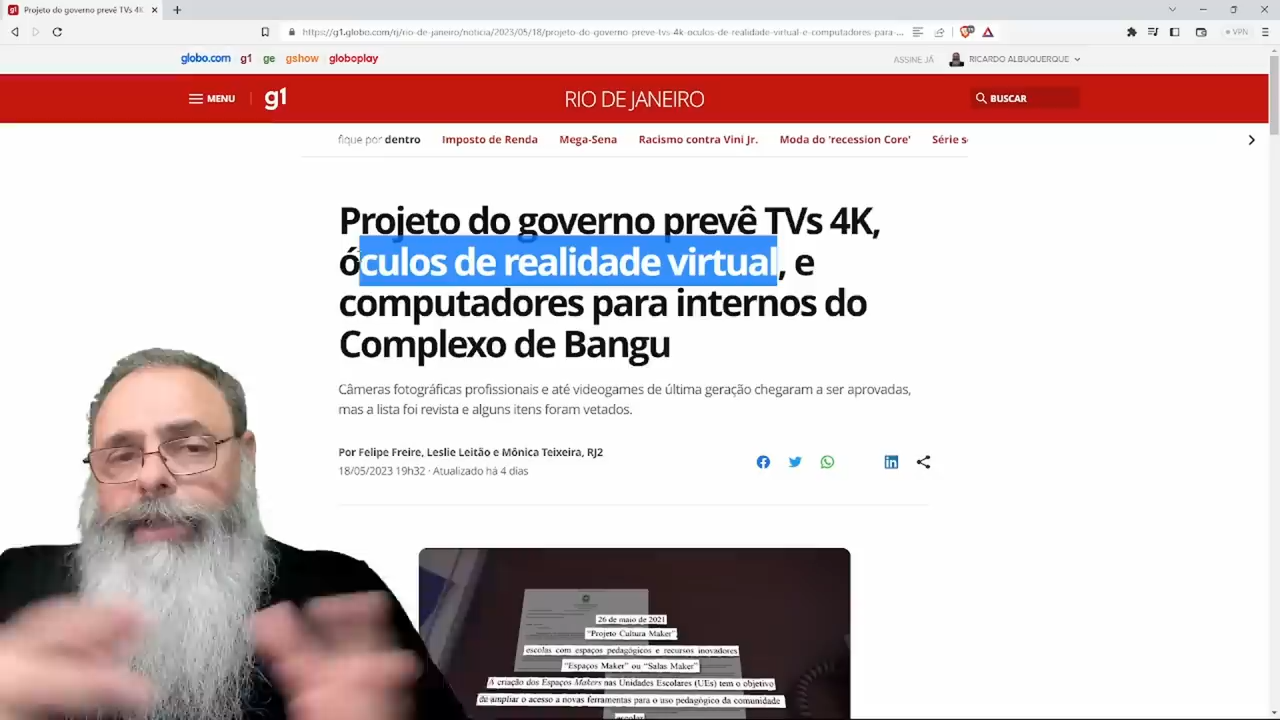 Projeto do governo prevê TVs 4K
https://g1.globo.com/rj/rio-de-janeiro/noticia/2023/05/18/projeto-do-governo-preve-tvs-4k-oculos-de-realidade-virtual-e-computadores-para-...
VPN
globo.com g1 ge gshow globoplay
ASSINE JÁ
RICARDO ALBUQUERQUE
MENU
g1
RIO DE JANEIRO
BUSCAR
fique por dentro Imposto de Renda Mega-Sena Racismo contra Vini Jr. Moda do 'recession Core' Série
Projeto do governo prevê TVs 4K,
óculos de realidade virtual, e
computadores para internos do
Complexo de Bangu
Câmeras fotográficas profissionais e até videogames de última geração chegaram a ser aprovadas,
mas a lista foi revista e alguns itens foram vetados.
Por Felipe Freire, Leslie Leitão e Mônica Teixeira, RJ2
18/05/2023 19h32 · Atualizado há 4 dias
26 de maio de 2021
"Projeto Cultura Maker"
escolas com espaços pedagógicos e recursos inovadores
"Espaços Maker" ou "Salas Maker"
A criação dos Espaços Makers nas Unidades Escolares (UEs) tem o objetivo
de ampliar o acesso a novas ferramentas para o uso pedagógico da comunidade
escolar